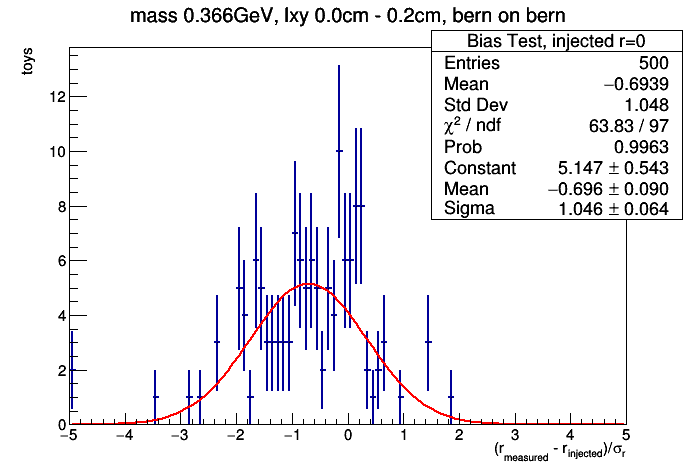 mass 0.366GeV, lxy 0.0cm - 0.2cm, bern on bern
Bias Test, injected r=0
Entries 500
Mean −0.6939
Std Dev 1.048
χ² / ndf 63.83 / 97
Prob 0.9963
Constant 5.147 ± 0.543
Mean −0.696 ± 0.090
Sigma 1.046 ± 0.064
toys
12
10
8
6
4
2
0
−5 −4 −3 −2 −1 0 1 2 3 4 5
(r_measured - r_injected)/σ_r